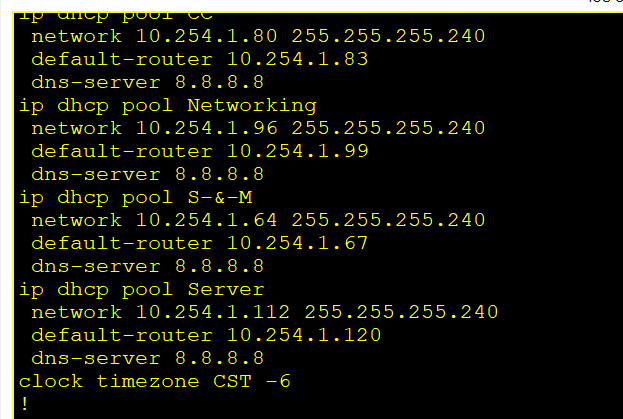 ip dhcp pool CC
network 10.254.1.80 255.255.255.240
default-router 10.254.1.83
dns-server 8.8.8.8
ip dhcp pool Networking
network 10.254.1.96 255.255.255.240
default-router 10.254.1.99
dns-server 8.8.8.8
ip dhcp pool S-&-M
network 10.254.1.64 255.255.255.240
default-router 10.254.1.67
dns-server 8.8.8.8
ip dhcp pool Server
network 10.254.1.112 255.255.255.240
default-router 10.254.1.120
dns-server 8.8.8.8
clock timezone CST -6
!